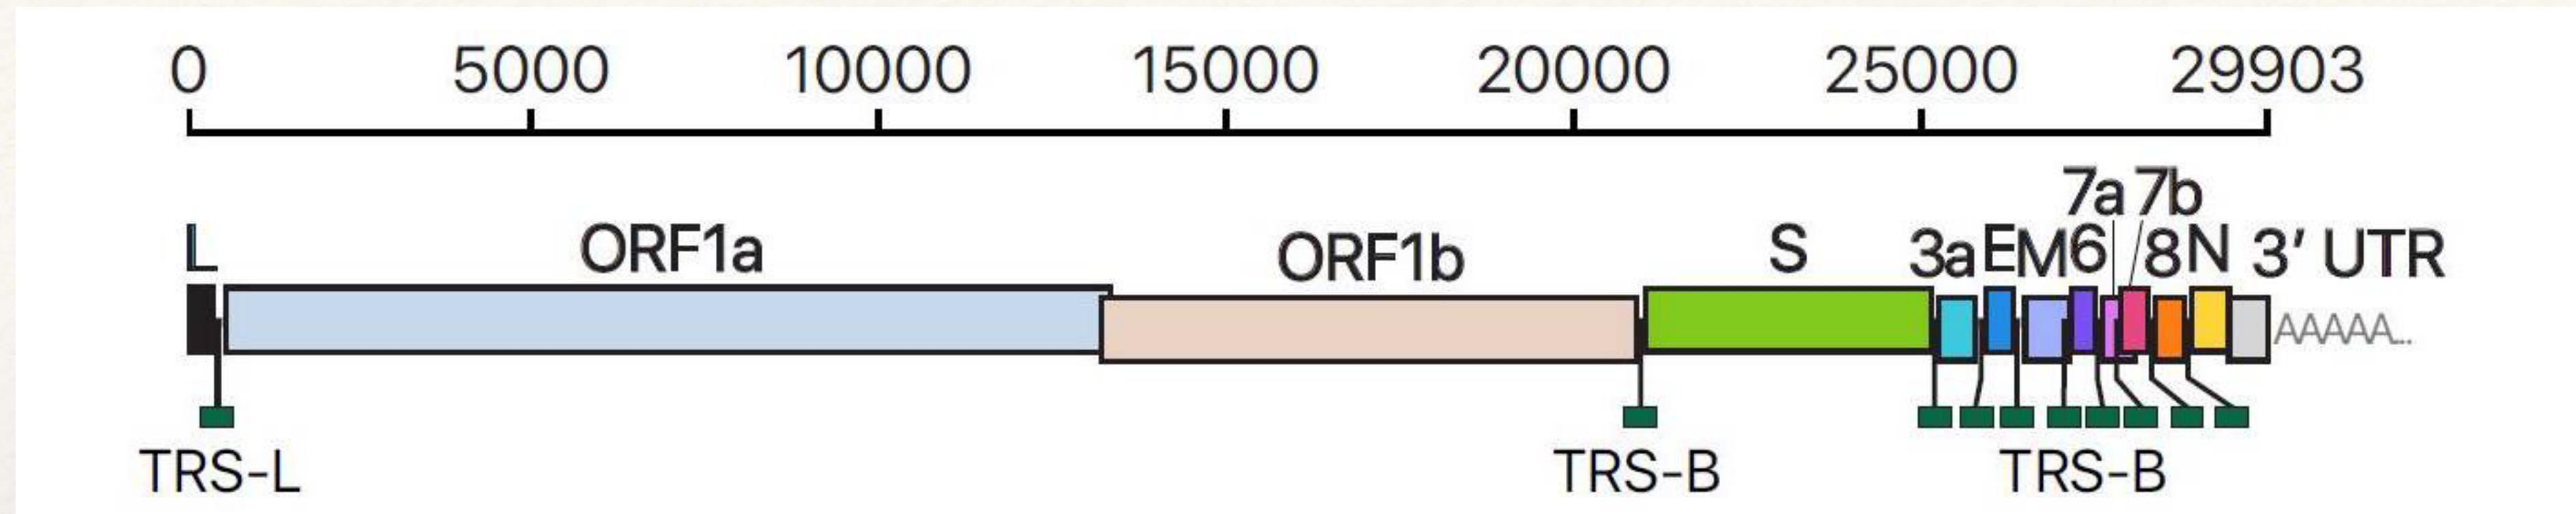 0 5000 10000 15000 20000 25000 29903
7a 7b
L ORF1a ORF1b S 3a E M 6 8 N 3′ UTR
AAAAA...
TRS-L TRS-B TRS-B